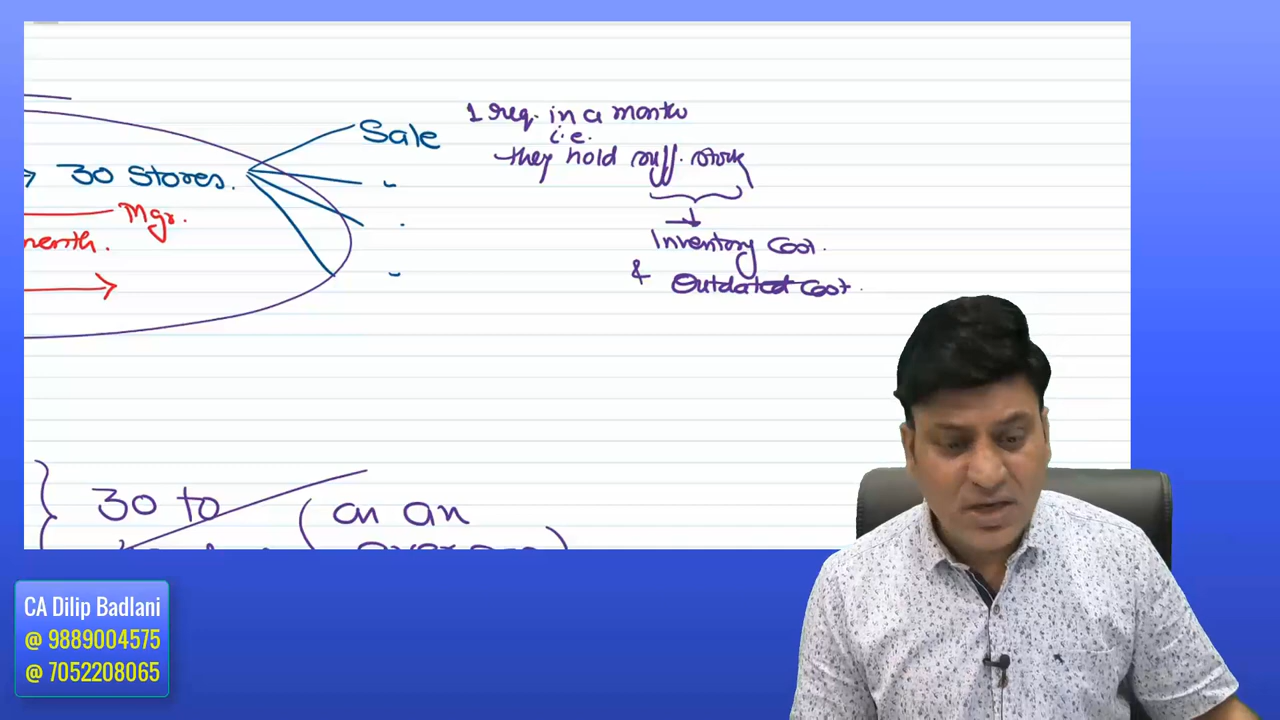 1 req. in a month
i.e.
Sale
they hold suff. stock
30 Stores.
Mgr.
month.
Inventory Cost.
& Outdated Cost.
30 to
(on an
average)
CA Dilip Badlani
@ 9889004575
@ 7052208065